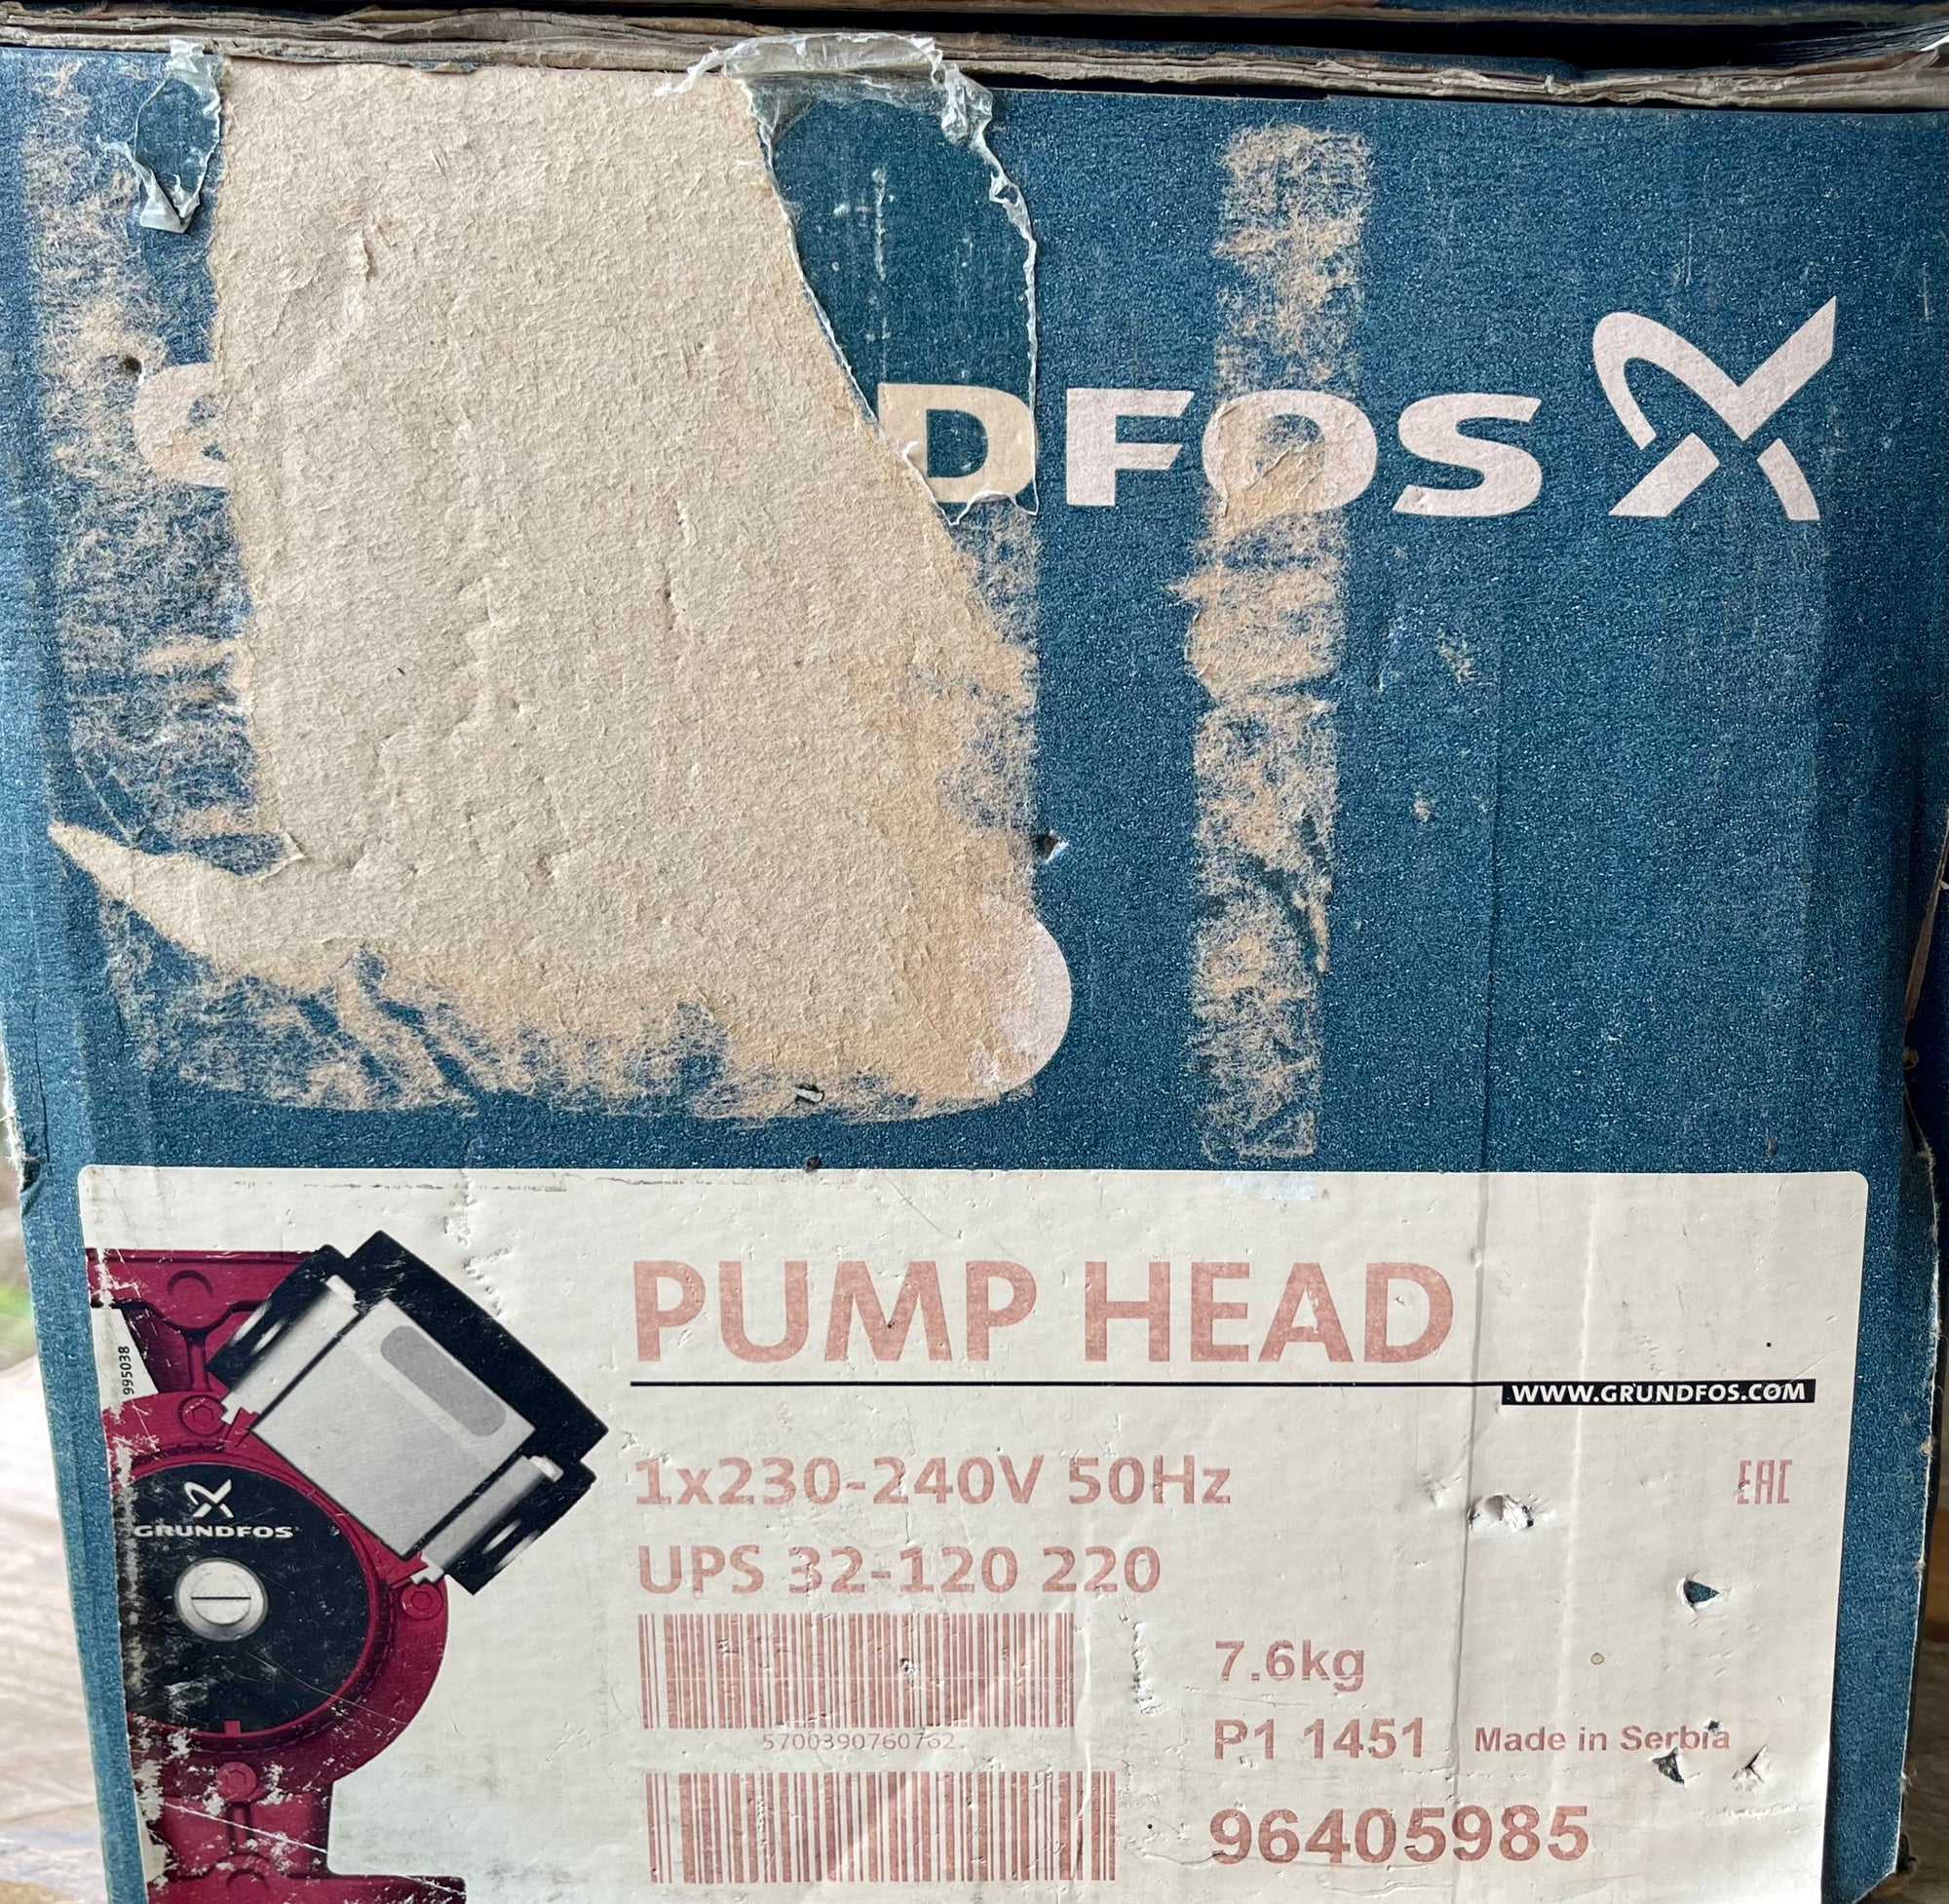 DFOS
PUMP HEAD
WWW.GRUNDFOS.COM
1x230-240V 50Hz
EAC
UPS 32-120 220
995038
GRUNDFOS
7.6kg
5700390760762
P1 1451 Made in Serbia
96405985